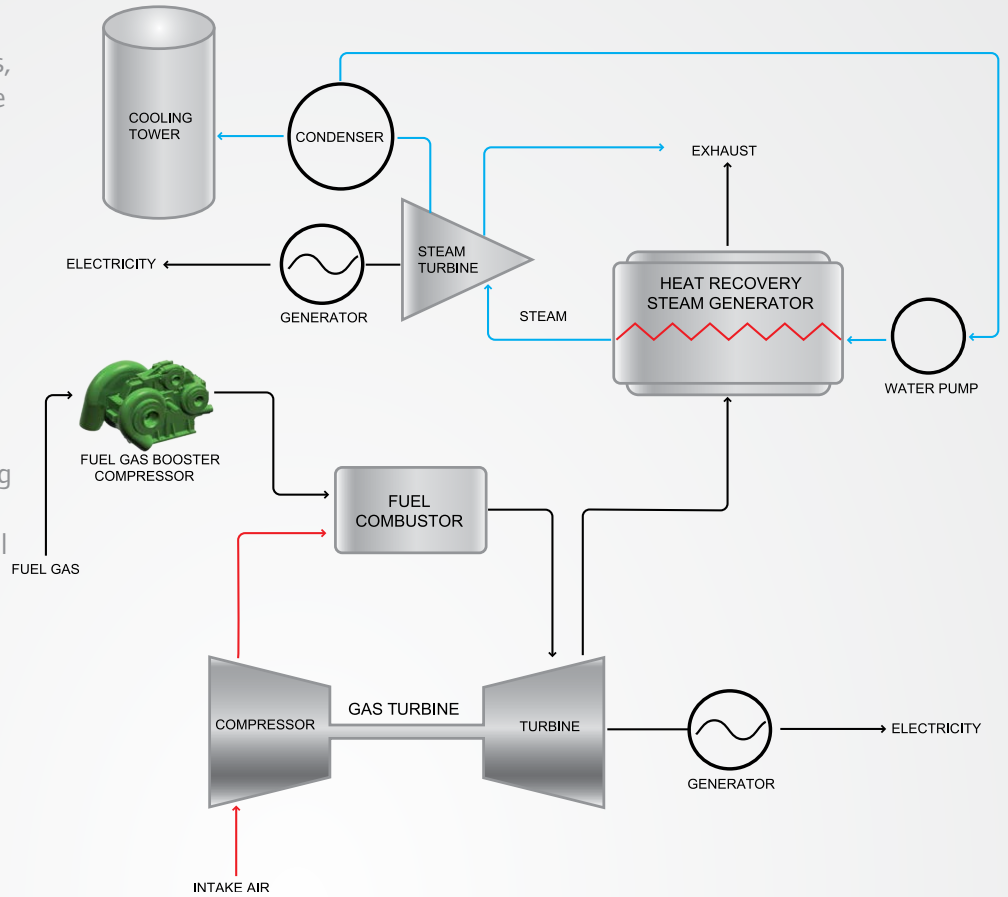 s,
e
COOLING
TOWER
CONDENSER
EXHAUST
ELECTRICITY
STEAM
TURBINE
GENERATOR
HEAT RECOVERY
STEAM GENERATOR
STEAM
WATER PUMP
FUEL GAS BOOSTER
COMPRESSOR
g
FUEL
COMBUSTOR
l
FUEL GAS
COMPRESSOR
GAS TURBINE
TURBINE
ELECTRICITY
GENERATOR
INTAKE AIR